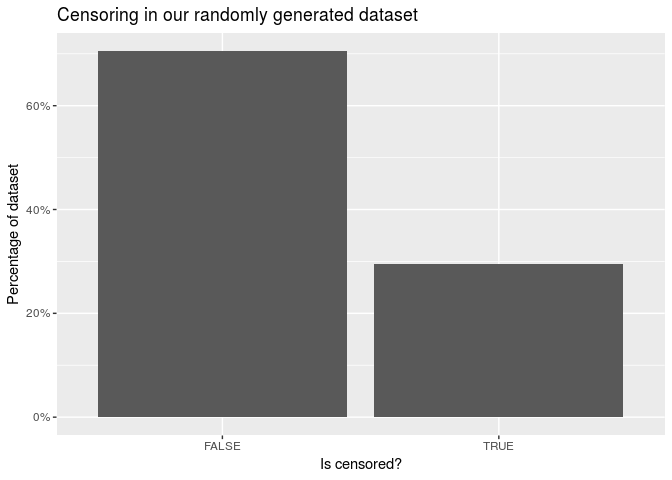 Censoring in our randomly generated dataset
Percentage of dataset
60%
40%
20%
0%
FALSE TRUE
Is censored?